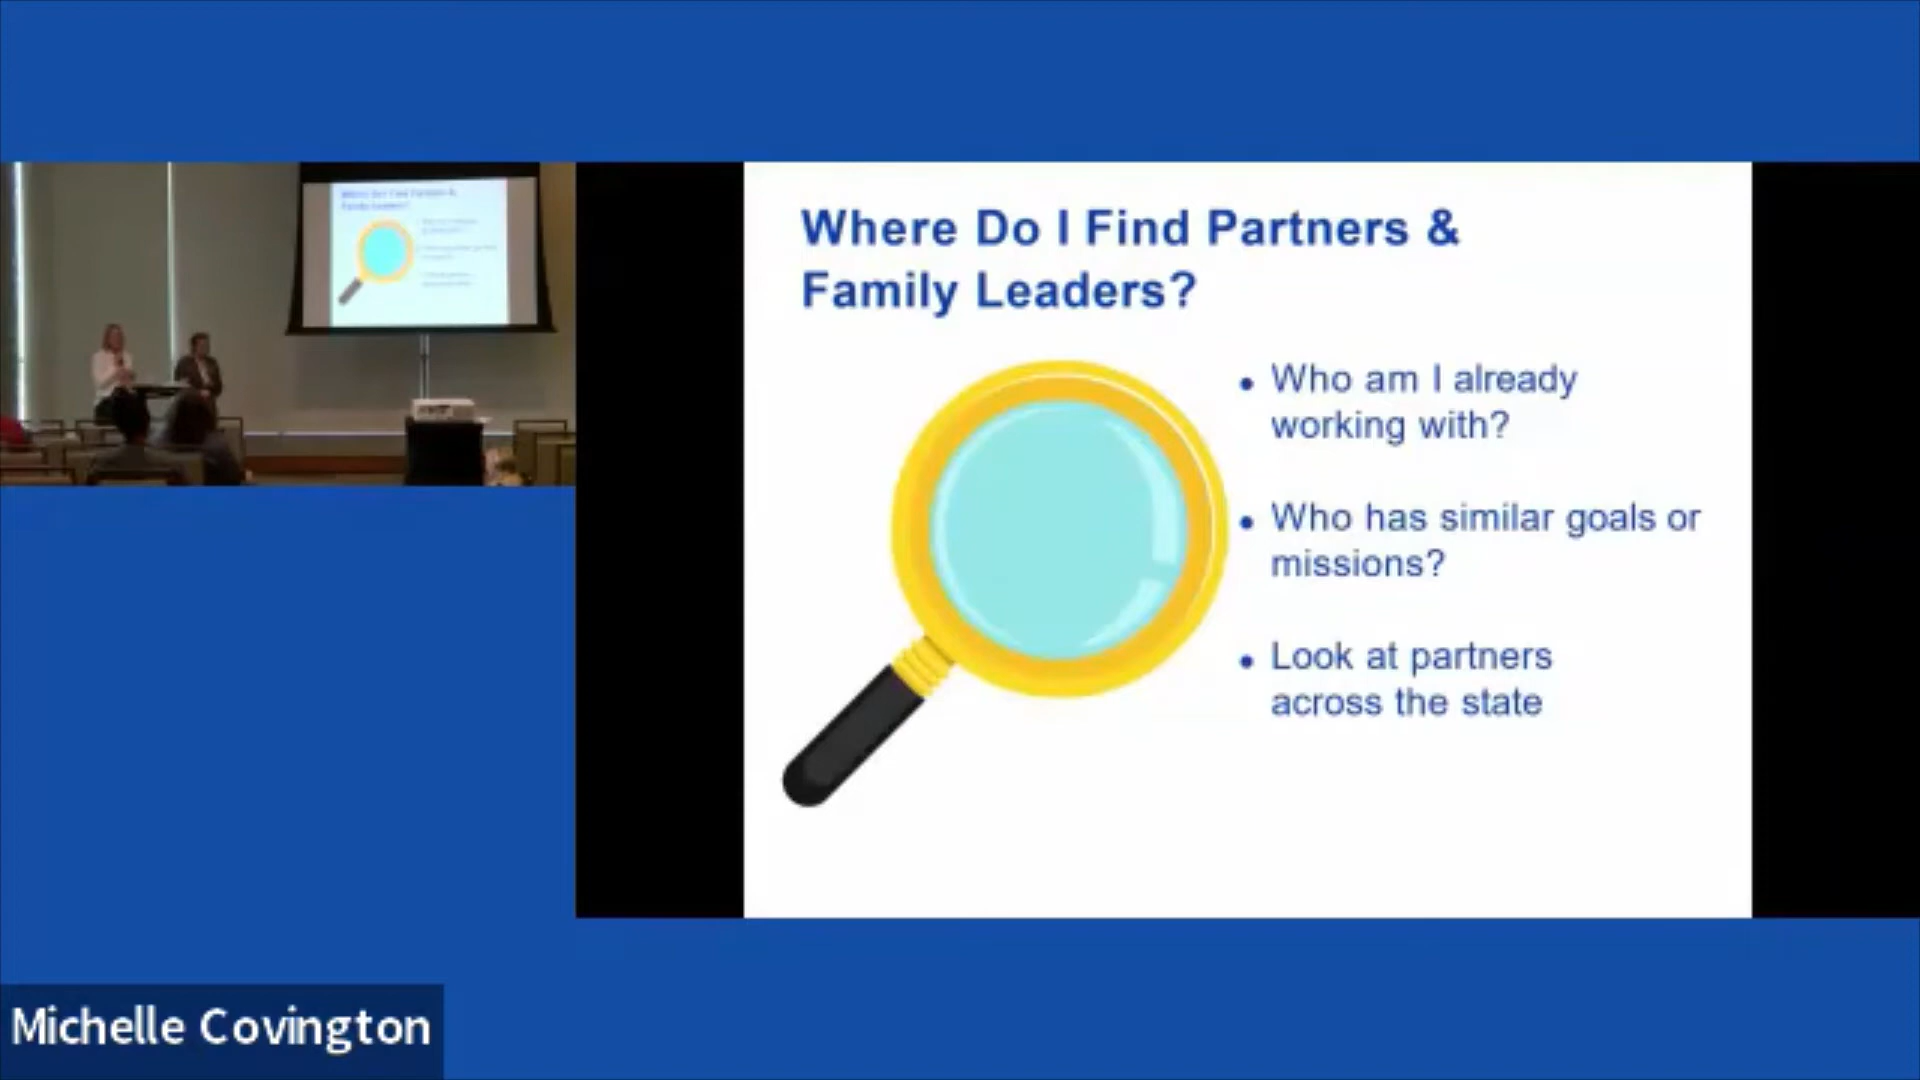 Where Do I Find Partners &
Family Leaders?
• Who am I already
working with?
• Who has similar goals or
missions?
• Look at partners
across the state
Michelle Covington